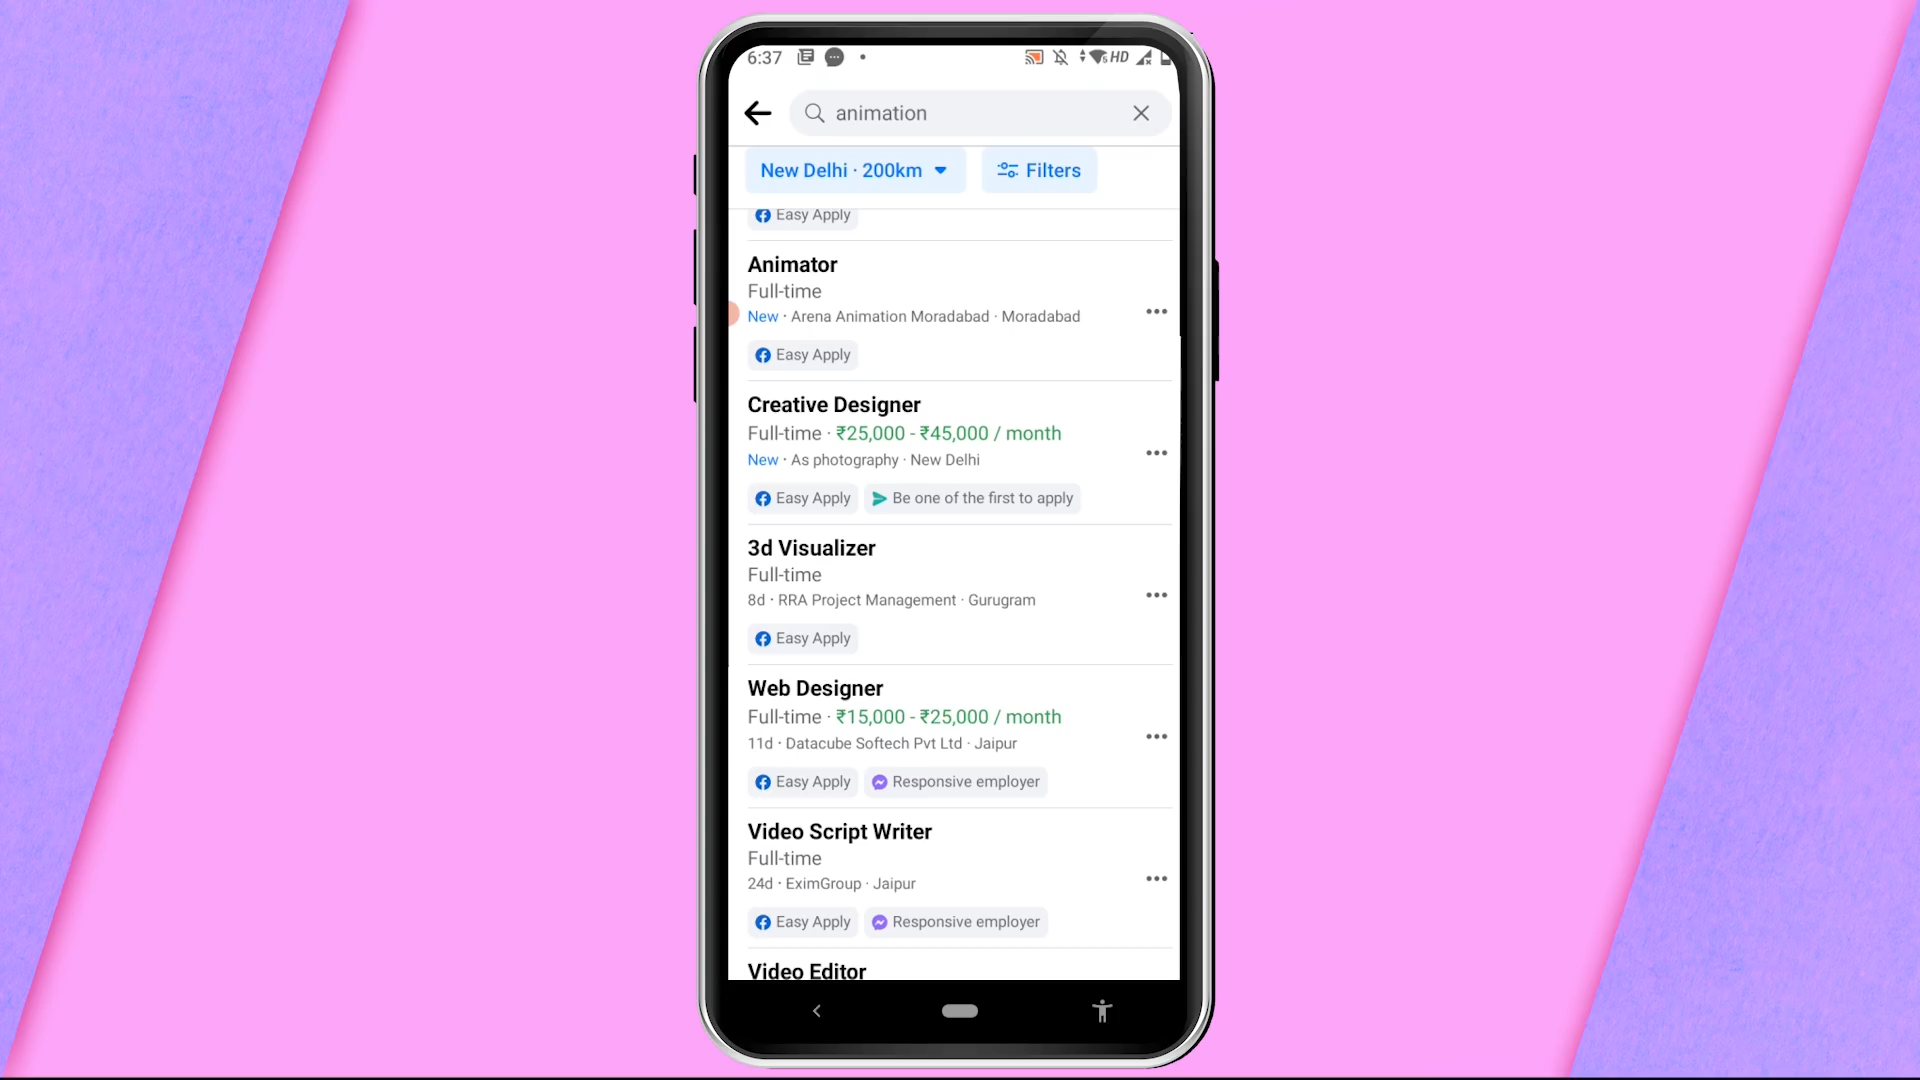 6:37 HD
animation
New Delhi · 200km Filters
Easy Apply
Animator
Full-time
New · Arena Animation Moradabad · Moradabad
Easy Apply
Creative Designer
Full-time · ₹25,000 - ₹45,000 / month
New · As photography · New Delhi
Easy Apply Be one of the first to apply
3d Visualizer
Full-time
8d · RRA Project Management · Gurugram
Easy Apply
Web Designer
Full-time · ₹15,000 - ₹25,000 / month
11d · Datacube Softech Pvt Ltd · Jaipur
Easy Apply Responsive employer
Video Script Writer
Full-time
24d · EximGroup · Jaipur
Easy Apply Responsive employer
Video Editor